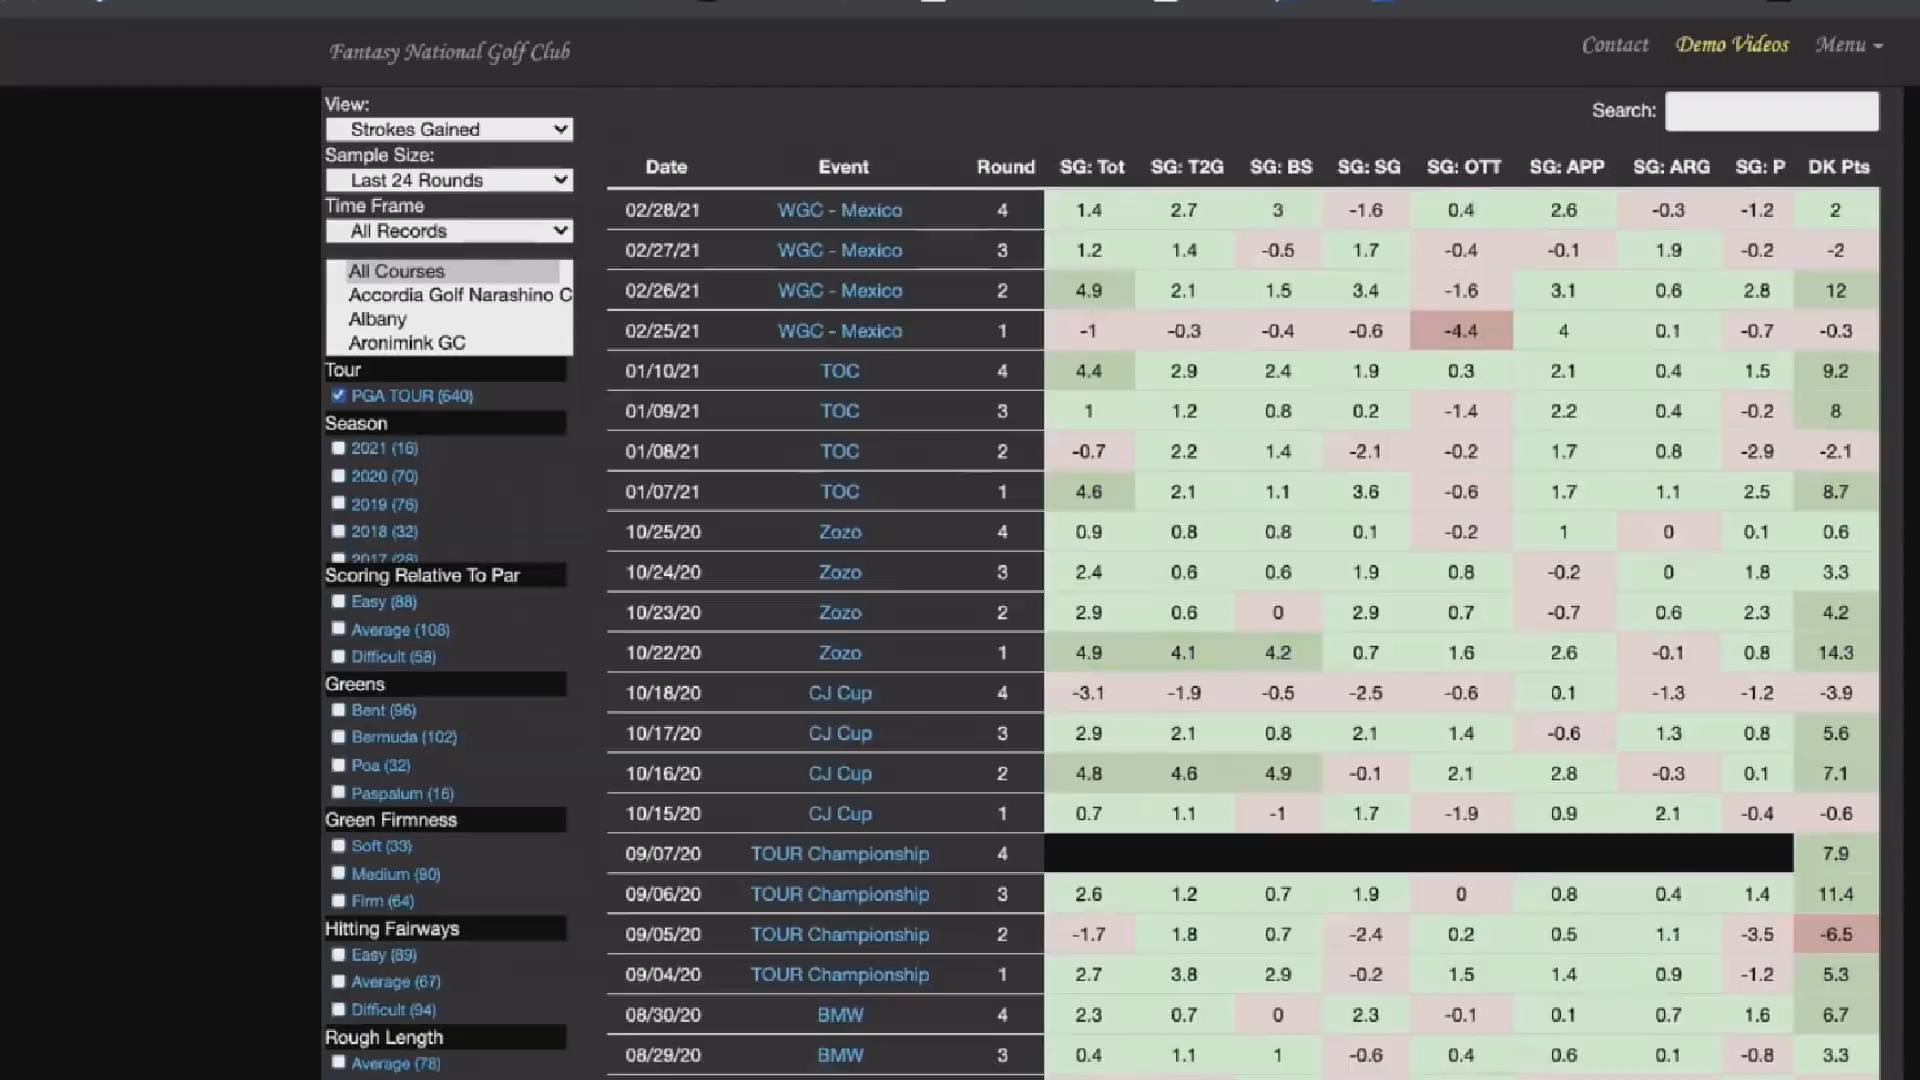 Fantasy National Golf Club
Contact Demo Videos Menu
View:
Strokes Gained
Sample Size:
Last 24 Rounds
Time Frame
All Records
All Courses
Accordia Golf Narashino C
Albany
Aronimink GC
Tour
PGA TOUR (640)
Season
2021 (16)
2020 (70)
2019 (76)
2018 (32)
2017 (28)
Scoring Relative To Par
Easy (88)
Average (108)
Difficult (58)
Greens
Bent (96)
Bermuda (102)
Poa (32)
Paspalum (16)
Green Firmness
Soft (33)
Medium (90)
Firm (64)
Hitting Fairways
Easy (89)
Average (67)
Difficult (94)
Rough Length
Average (78)
Search:
Date Event Round SG: Tot SG: T2G SG: BS SG: SG SG: OTT SG: APP SG: ARG SG: P DK Pts
02/28/21 WGC - Mexico 4 1.4 2.7 3 -1.6 0.4 2.6 -0.3 -1.2 2
02/27/21 WGC - Mexico 3 1.2 1.4 -0.5 1.7 -0.4 -0.1 1.9 -0.2 -2
02/26/21 WGC - Mexico 2 4.9 2.1 1.5 3.4 -1.6 3.1 0.6 2.8 12
02/25/21 WGC - Mexico 1 -1 -0.3 -0.4 -0.6 -4.4 4 0.1 -0.7 -0.3
01/10/21 TOC 4 4.4 2.9 2.4 1.9 0.3 2.1 0.4 1.5 9.2
01/09/21 TOC 3 1 1.2 0.8 0.2 -1.4 2.2 0.4 -0.2 8
01/08/21 TOC 2 -0.7 2.2 1.4 -2.1 -0.2 1.7 0.8 -2.9 -2.1
01/07/21 TOC 1 4.6 2.1 1.1 3.6 -0.6 1.7 1.1 2.5 8.7
10/25/20 Zozo 4 0.9 0.8 0.8 0.1 -0.2 1 0 0.1 0.6
10/24/20 Zozo 3 2.4 0.6 0.6 1.9 0.8 -0.2 0 1.8 3.3
10/23/20 Zozo 2 2.9 0.6 0 2.9 0.7 -0.7 0.6 2.3 4.2
10/22/20 Zozo 1 4.9 4.1 4.2 0.7 1.6 2.6 -0.1 0.8 14.3
10/18/20 CJ Cup 4 -3.1 -1.9 -0.5 -2.5 -0.6 0.1 -1.3 -1.2 -3.9
10/17/20 CJ Cup 3 2.9 2.1 0.8 2.1 1.4 -0.6 1.3 0.8 5.6
10/16/20 CJ Cup 2 4.8 4.6 4.9 -0.1 2.1 2.8 -0.3 0.1 7.1
10/15/20 CJ Cup 1 0.7 1.1 -1 1.7 -1.9 0.9 2.1 -0.4 -0.6
09/07/20 TOUR Championship 4 7.9
09/06/20 TOUR Championship 3 2.6 1.2 0.7 1.9 0 0.8 0.4 1.4 11.4
09/05/20 TOUR Championship 2 -1.7 1.8 0.7 -2.4 0.2 0.5 1.1 -3.5 -6.5
09/04/20 TOUR Championship 1 2.7 3.8 2.9 -0.2 1.5 1.4 0.9 -1.2 5.3
08/30/20 BMW 4 2.3 0.7 0 2.3 -0.1 0.1 0.7 1.6 6.7
08/29/20 BMW 3 0.4 1.1 1 -0.6 0.4 0.6 0.1 -0.8 3.3